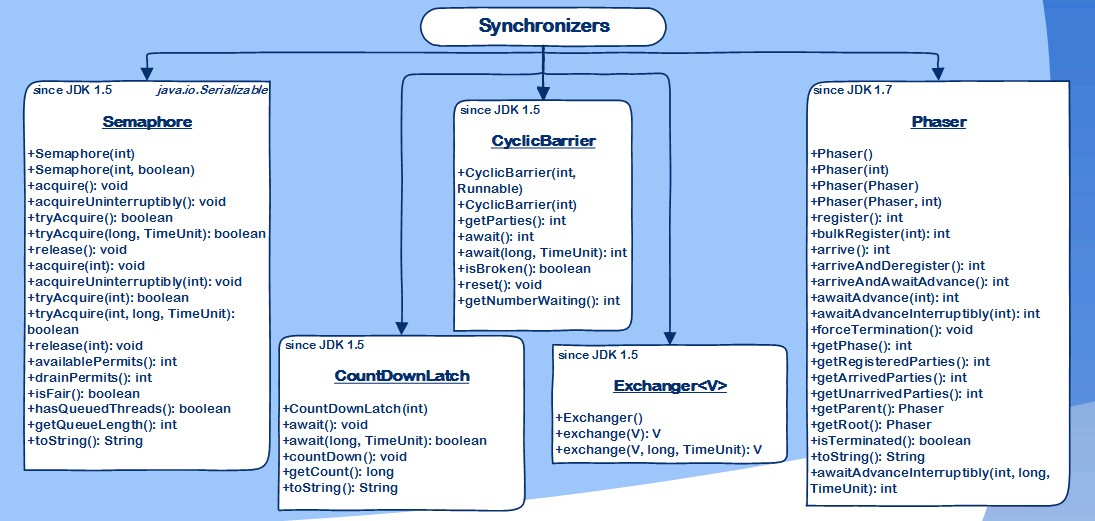 Synchronizers
since JDK 1.5
java.io.Serializable
Semaphore
+Semaphore(int)
+Semaphore(int, boolean)
+acquire(): void
+acquireUninterruptibly(): void
+tryAcquire(): boolean
+tryAcquire(long, TimeUnit): boolean
+release(): void
+acquire(int): void
+acquireUninterruptibly(int): void
+tryAcquire(int): boolean
+tryAcquire(int, long, TimeUnit):
boolean
+release(int): void
+availablePermits(): int
+drainPermits(): int
+isFair(): boolean
+hasQueuedThreads(): boolean
+getQueueLength(): int
+toString(): String
since JDK 1.5
CountDownLatch
+CountDownLatch(int)
+await(): void
+await(long, TimeUnit): boolean
+countDown(): void
+getCount(): long
+toString(): String
since JDK 1.5
CyclicBarrier
+CyclicBarrier(int,
Runnable)
+CyclicBarrier(int)
+getParties(): int
+await(): int
+await(long, TimeUnit): int
+isBroken(): boolean
+reset(): void
+getNumberWaiting(): int
since JDK 1.5
Exchanger<V>
+Exchanger()
+exchange(V): V
+exchange(V, long, TimeUnit): V
since JDK 1.7
Phaser
+Phaser()
+Phaser(int)
+Phaser(Phaser)
+Phaser(Phaser, int)
+register(): int
+bulkRegister(int): int
+arrive(): int
+arriveAndDeregister(): int
+arriveAndAwaitAdvance(): int
+awaitAdvance(int): int
+awaitAdvanceInterruptibly(int): int
+forceTermination(): void
+getPhase(): int
+getRegisteredParties(): int
+getArrivedParties(): int
+getUnarrivedParties(): int
+getParent(): Phaser
+getRoot(): Phaser
+isTerminated(): boolean
+toString(): String
+awaitAdvanceInterruptibly(int, long,
TimeUnit): int